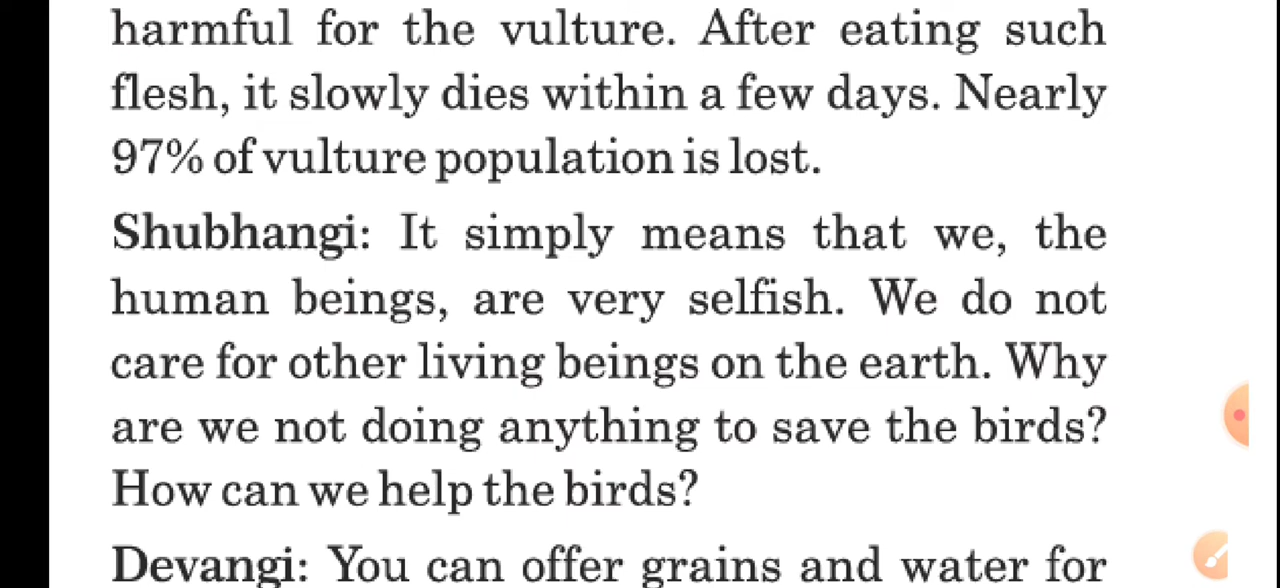 harmful for the vulture. After eating such
flesh, it slowly dies within a few days. Nearly
97% of vulture population is lost.
Shubhangi: It simply means that we, the
human beings, are very selfish. We do not
care for other living beings on the earth. Why
are we not doing anything to save the birds?
How can we help the birds?
Devangi: You can offer grains and water for